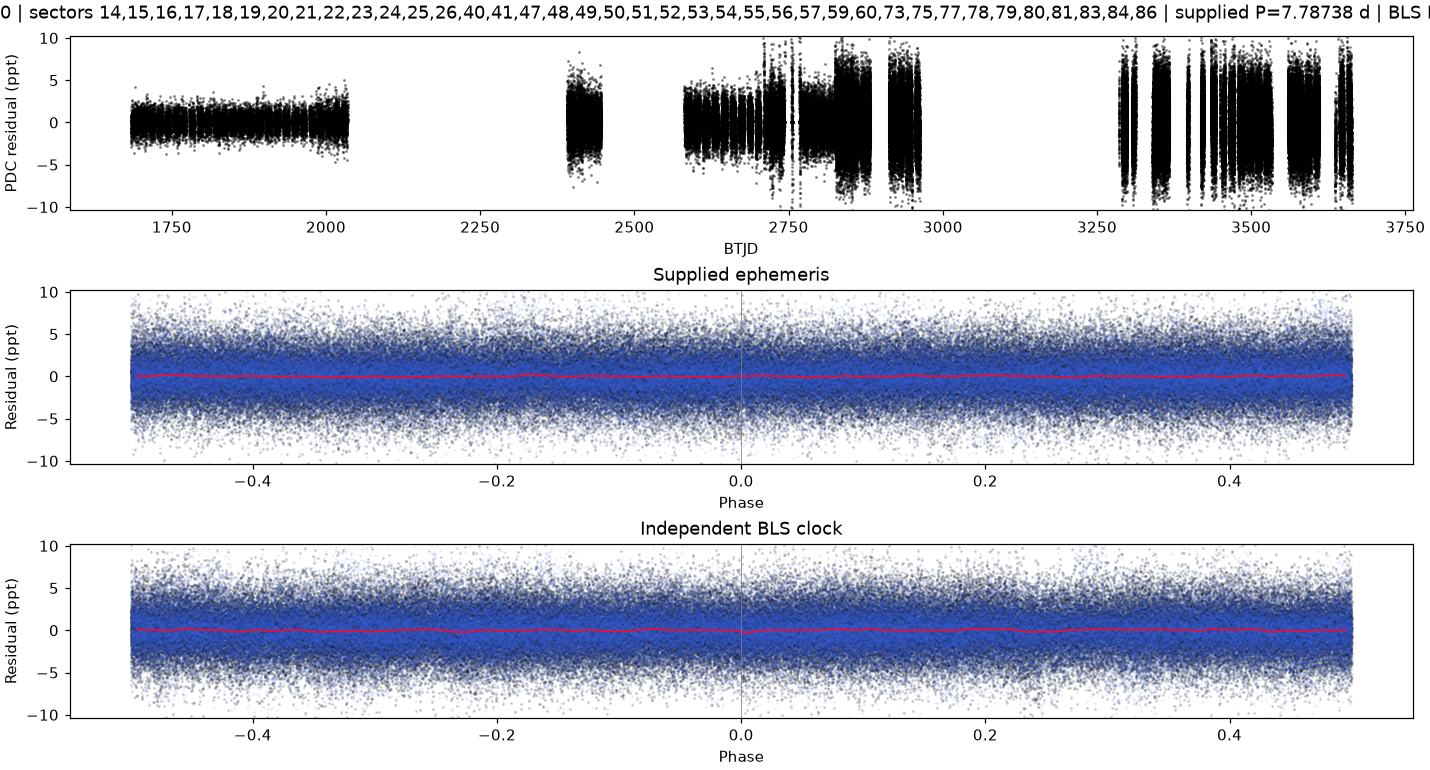 0 | sectors 14,15,16,17,18,19,20,21,22,23,24,25,26,40,41,47,48,49,50,51,52,53,54,55,56,57,59,60,73,75,77,78,79,80,81,83,84,86 | supplied P=7.78738 d | BLS
10
5
0
−5
−10
PDC residual (ppt)
1750 2000 2250 2500 2750 3000 3250 3500 3750
BTJD
Supplied ephemeris
10
5
0
−5
−10
Residual (ppt)
−0.4 −0.2 0.0 0.2 0.4
Phase
Independent BLS clock
10
5
0
−5
−10
Residual (ppt)
−0.4 −0.2 0.0 0.2 0.4
Phase